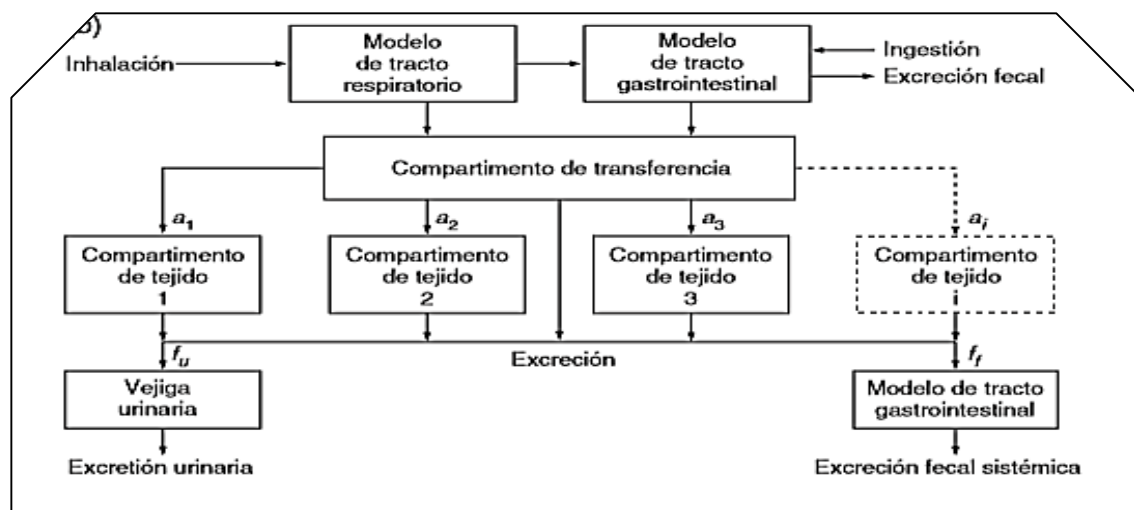 b)
Inhalación
Modelo
de tracto
respiratorio
Modelo
de tracto
gastrointestinal
Ingestión
Excreción fecal
Compartimento de transferencia
a1
a2
a3
ai
Compartimento
de tejido
1
Compartimento
de tejido
2
Compartimento
de tejido
3
Compartimento
de tejido
i
fu
Excreción
ff
Vejiga
urinaria
Modelo de tracto
gastrointestinal
Excretión urinaria
Excreción fecal sistémica